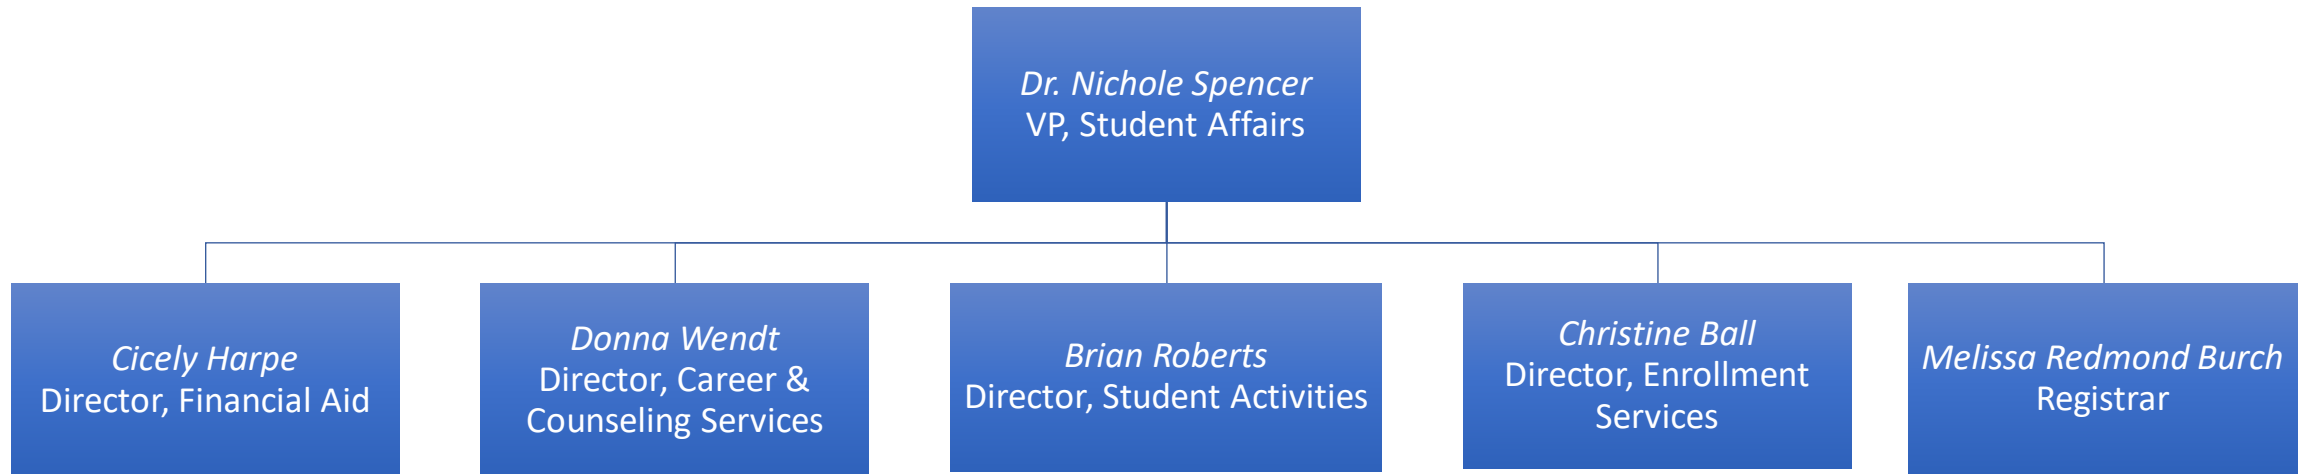 Dr. Nichole Spencer
VP, Student Affairs
Cicely Harpe
Director, Financial Aid
Donna Wendt
Director, Career &
Counseling Services
Brian Roberts
Director, Student Activities
Christine Ball
Director, Enrollment
Services
Melissa Redmond Burch
Registrar